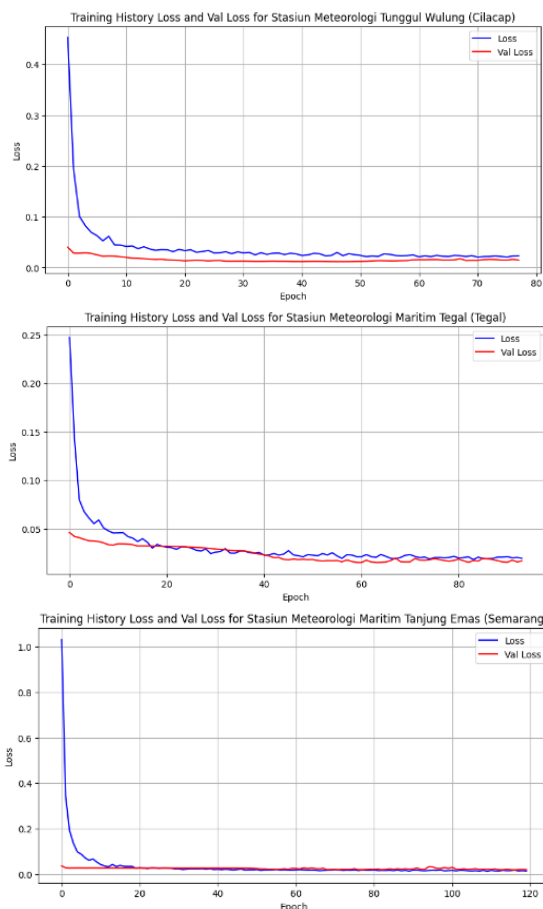 Training History Loss and Val Loss for Stasiun Meteorologi Tunggul Wulung (Cilacap)
Loss
Val Loss
0.4
0.3
0.2
0.1
0.0
Loss
0 10 20 30 40 50 60 70 80
Epoch
Training History Loss and Val Loss for Stasiun Meteorologi Maritim Tegal (Tegal)
Loss
Val Loss
0.25
0.20
0.15
0.10
0.05
Loss
0 20 40 60 80
Epoch
Training History Loss and Val Loss for Stasiun Meteorologi Maritim Tanjung Emas (Semarang
Loss
Val Loss
1.0
0.8
0.6
0.4
0.2
0.0
Loss
0 20 40 60 80 100 120
Epoch